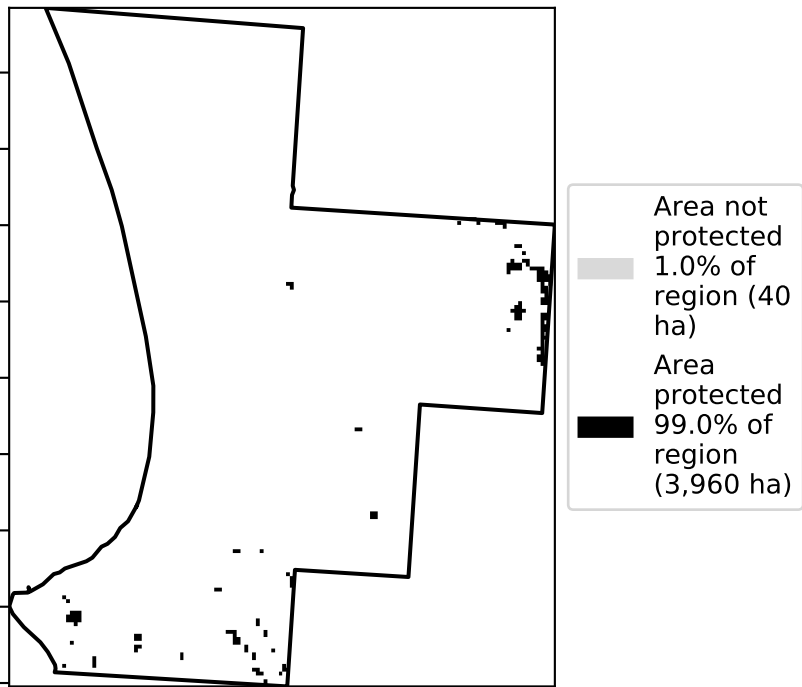 Area not
protected
1.0% of
region (40
ha)
Area
protected
99.0% of
region
(3,960 ha)